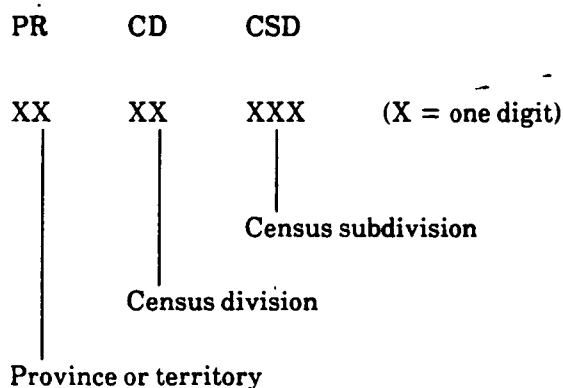 PR CD CSD
XX XX XXX (X = one digit)
Census subdivision
Census division
Province or territory